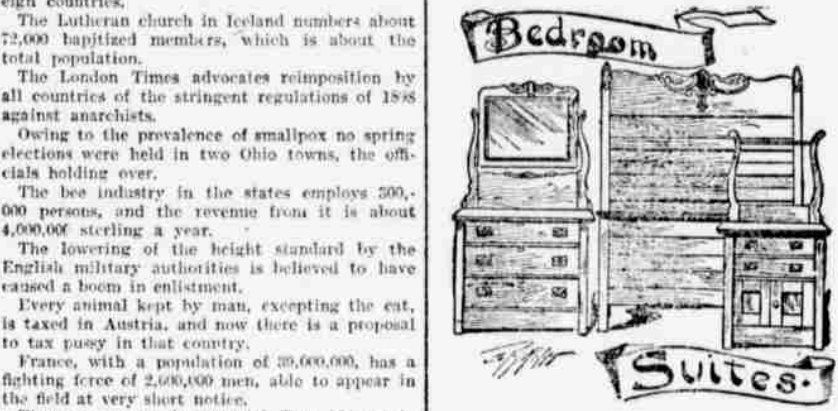 eign countries.
The Lutheran church in Iceland numbers about
72,000 bapitized members, which is about the
total population.
The London Times advocates reimposition by
all countries of the stringent regulations of 1898
against anarchists.
Owing to the prevalence of smallpox no spring
elections were held in two Ohio towns, the offi-
cials holding over.
The bee industry in the states employs 300,-
000 persons, and the revenue from it is about
4,000,000 sterling a year.
The lowering of the height standard by the
English military authorities is believed to have
caused a boom in enlistment.
Every animal kept by man, excepting the cat,
is taxed in Austria, and now there is a proposal
to tax pussy in that country.
France, with a population of 39,000,000, has a
fighting force of 2,600,000 men, able to appear in
the field at very short notice.
Bedroom
Suites.